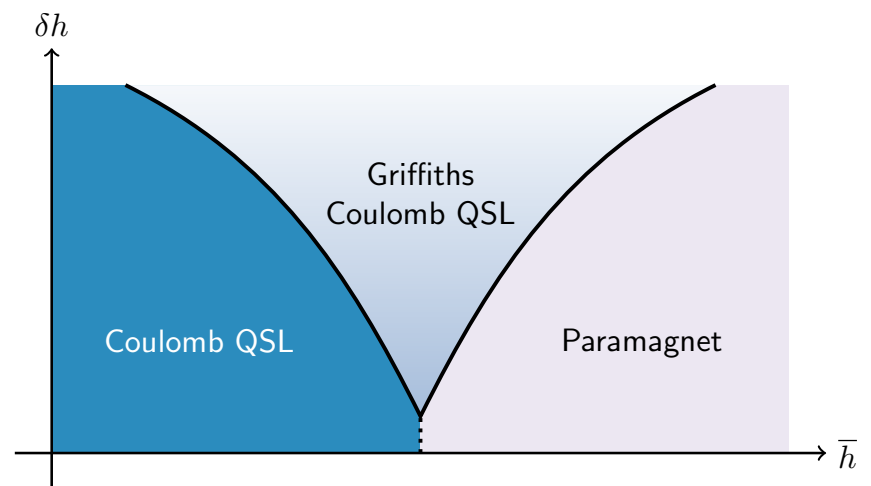 δh
Griffiths
Coulomb QSL
Coulomb QSL
Paramagnet
h̅